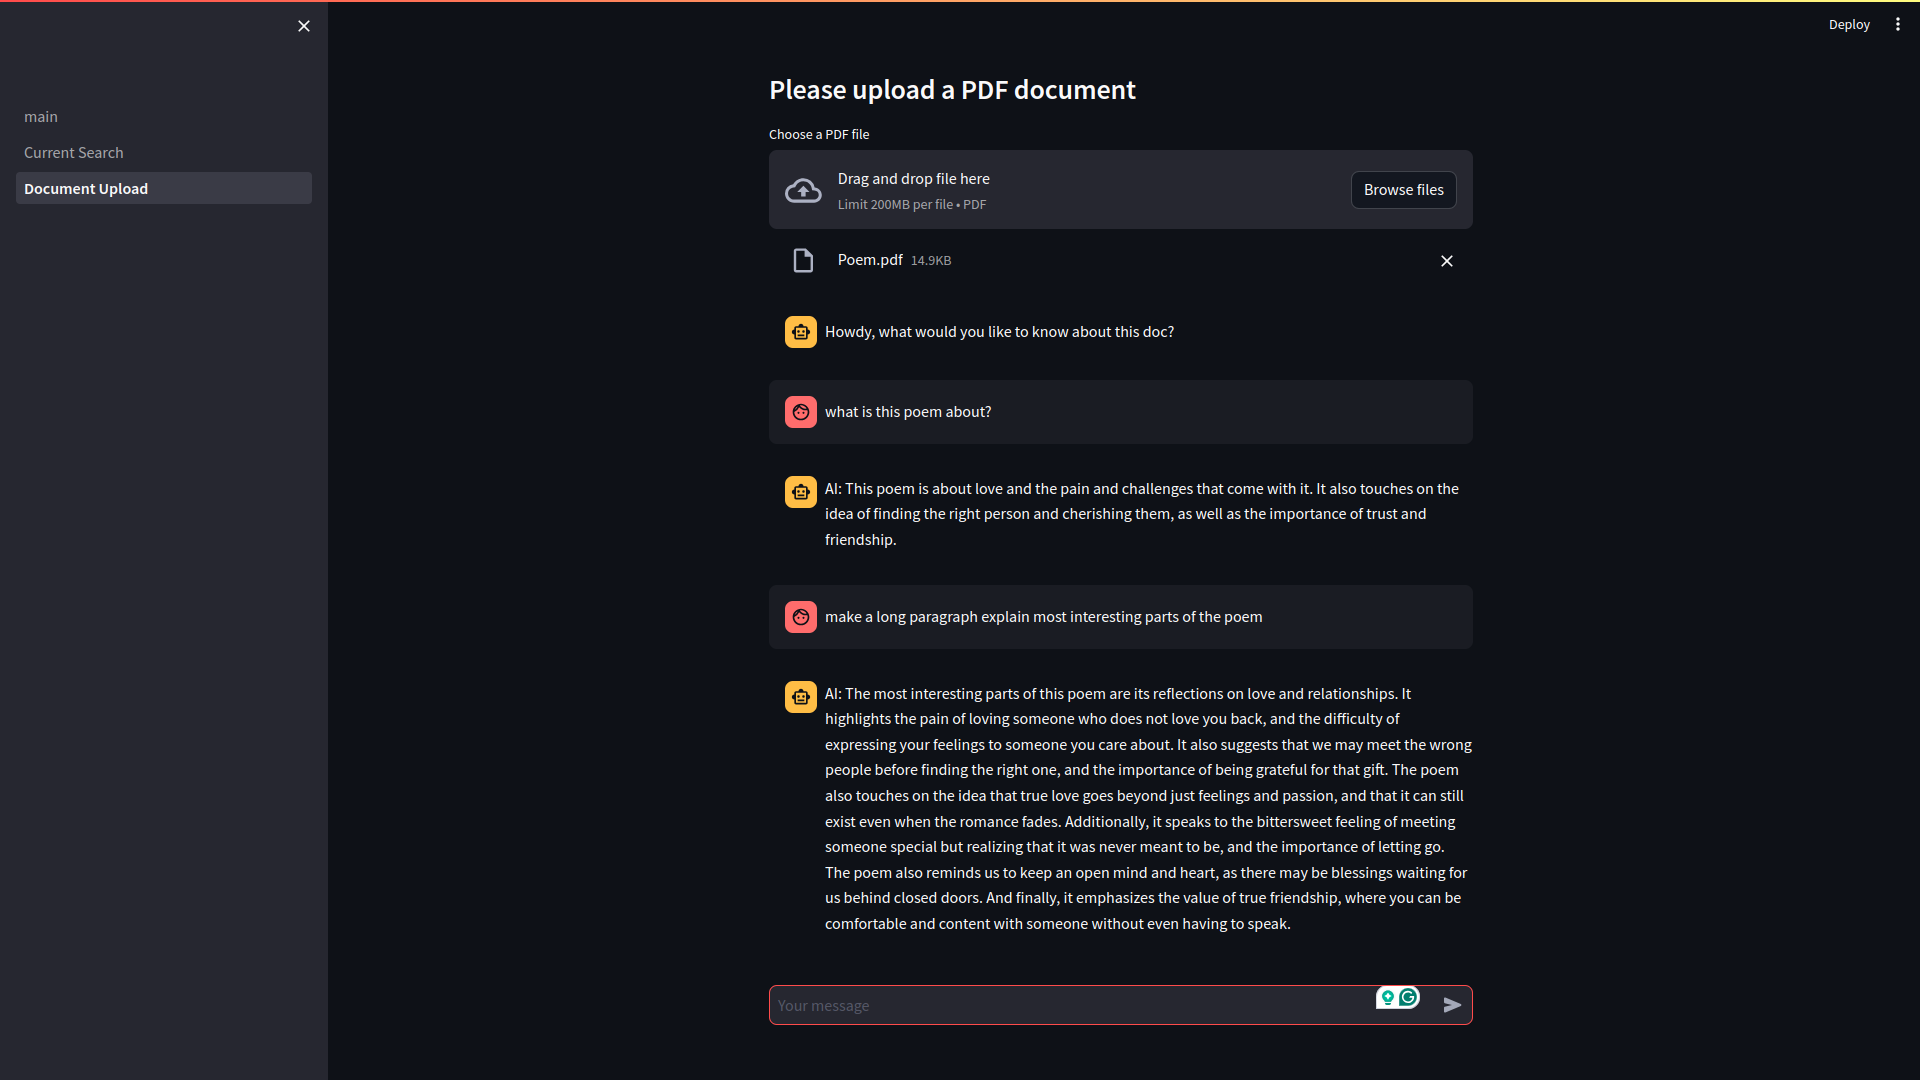 Deploy
main
Current Search
Document Upload
Please upload a PDF document
Choose a PDF file
Drag and drop file here
Limit 200MB per file • PDF
Browse files
Poem.pdf 14.9KB
Howdy, what would you like to know about this doc?
what is this poem about?
AI: This poem is about love and the pain and challenges that come with it. It also touches on the
idea of finding the right person and cherishing them, as well as the importance of trust and
friendship.
make a long paragraph explain most interesting parts of the poem
AI: The most interesting parts of this poem are its reflections on love and relationships. It
highlights the pain of loving someone who does not love you back, and the difficulty of
expressing your feelings to someone you care about. It also suggests that we may meet the wrong
people before finding the right one, and the importance of being grateful for that gift. The poem
also touches on the idea that true love goes beyond just feelings and passion, and that it can still
exist even when the romance fades. Additionally, it speaks to the bittersweet feeling of meeting
someone special but realizing that it was never meant to be, and the importance of letting go.
The poem also reminds us to keep an open mind and heart, as there may be blessings waiting for
us behind closed doors. And finally, it emphasizes the value of true friendship, where you can be
comfortable and content with someone without even having to speak.
Your message